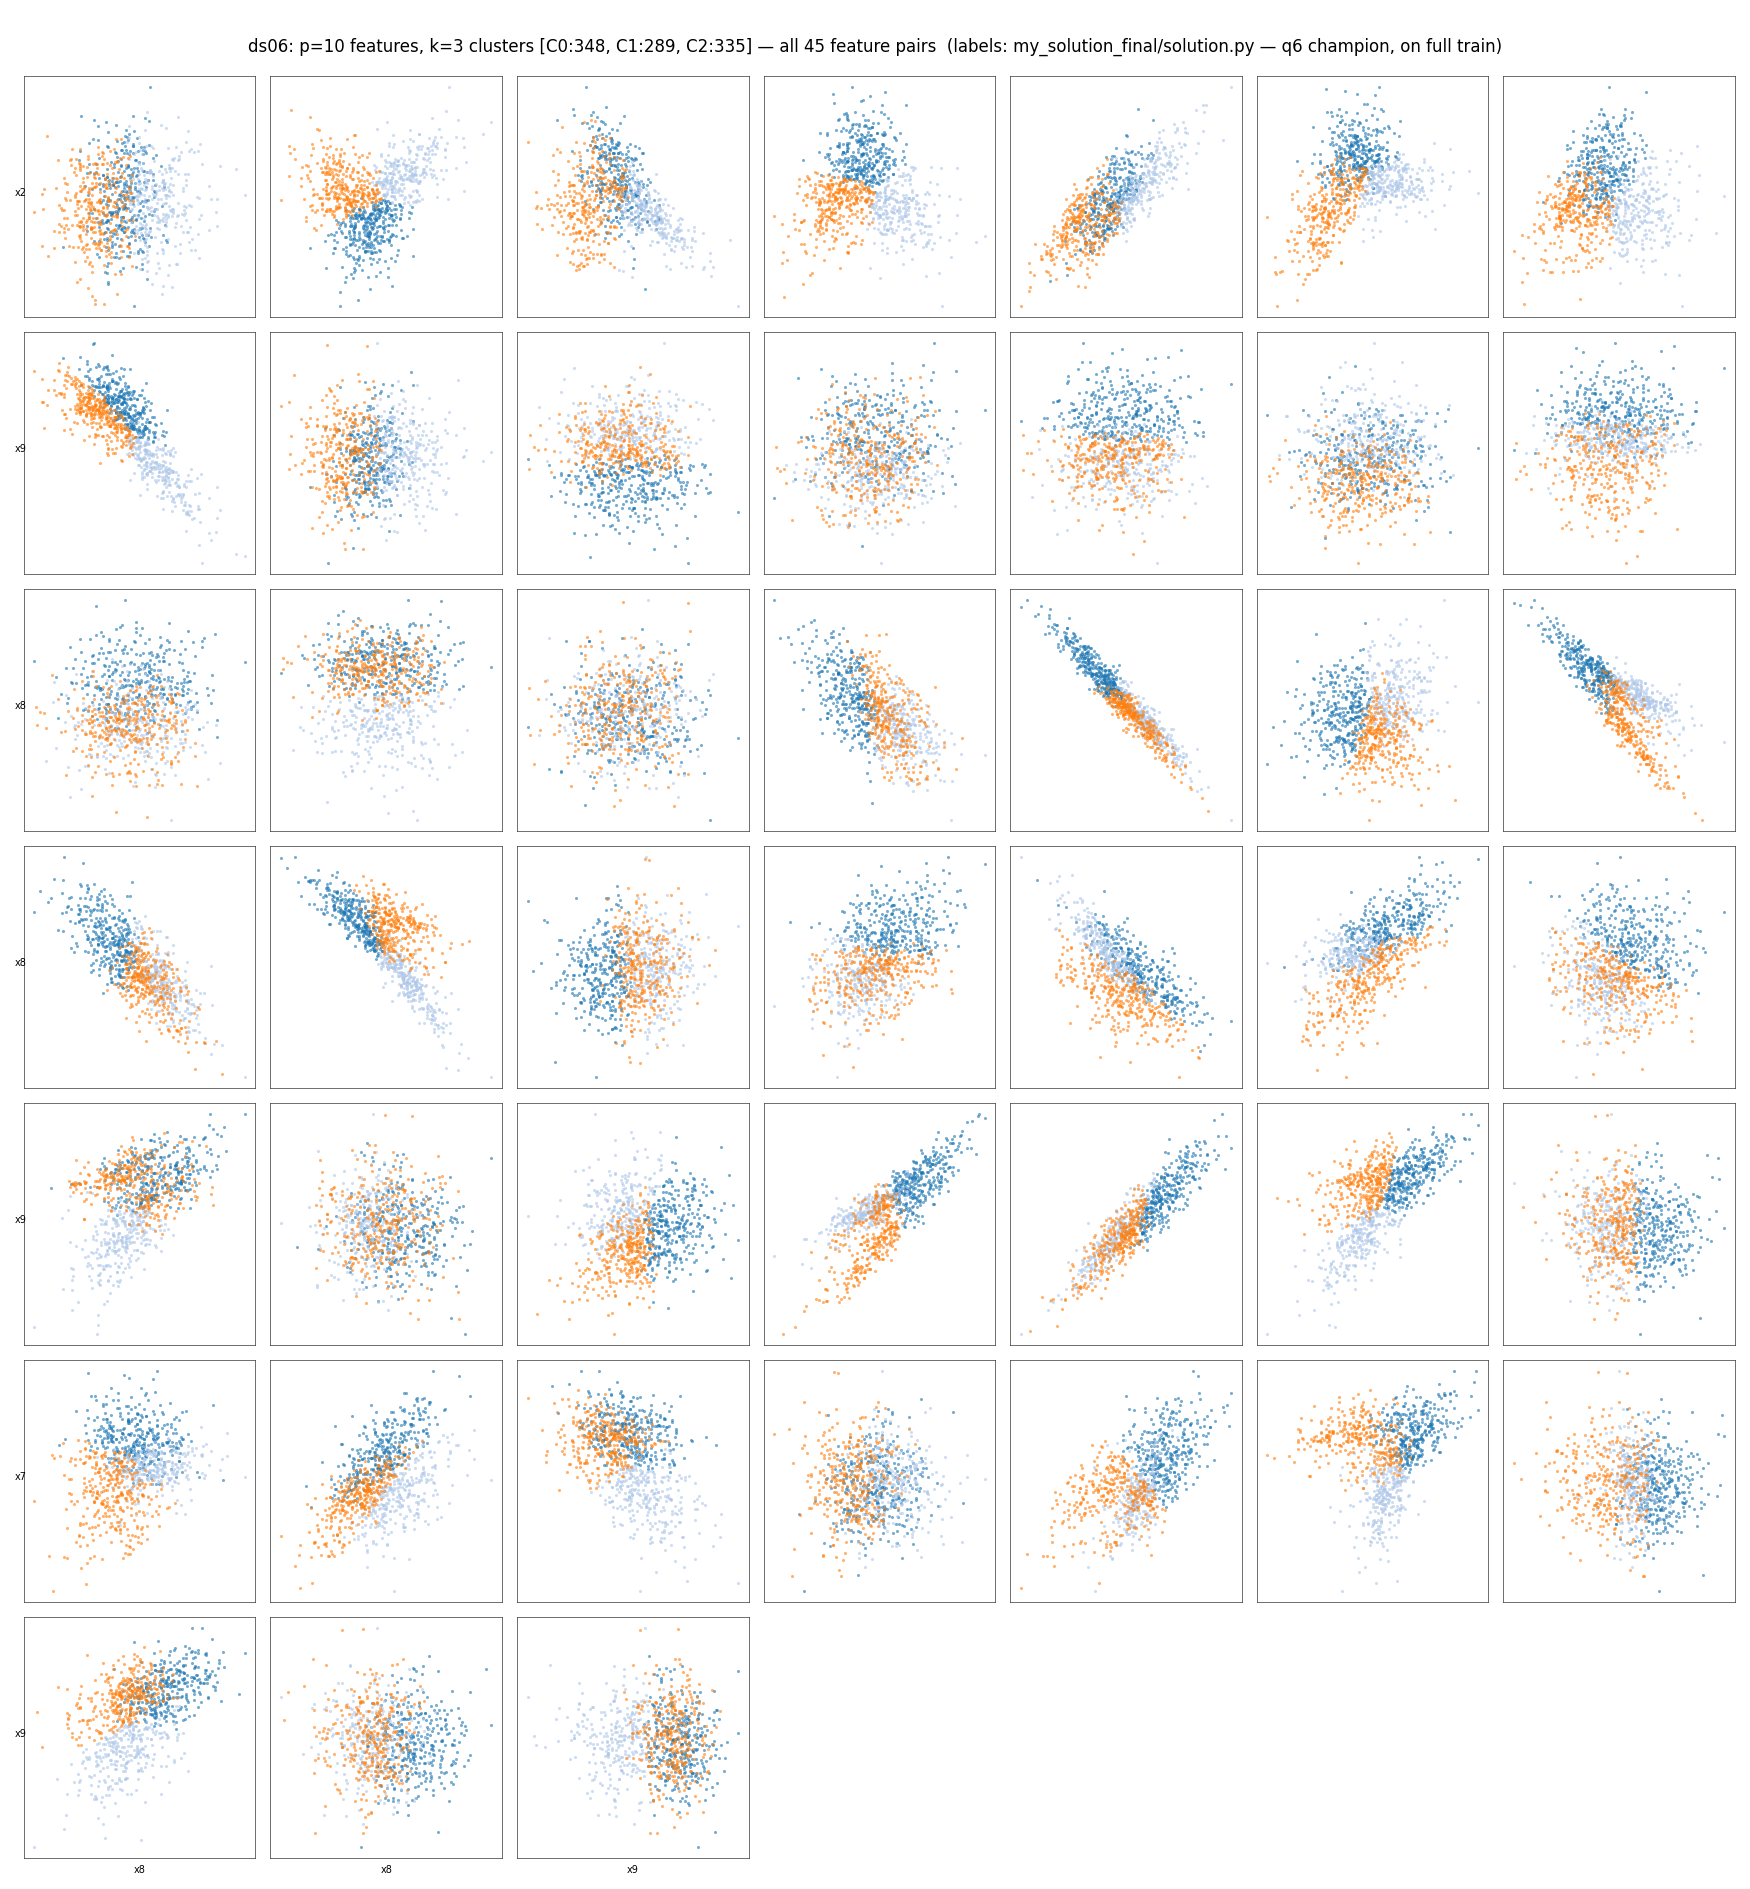 ds06: p=10 features, k=3 clusters [C0:348, C1:289, C2:335] — all 45 feature pairs  (labels: my_solution_final/solution.py — q6 champion, on full train)
x2
x9
x8
x8
x9
x7
x9
x8 x8 x9